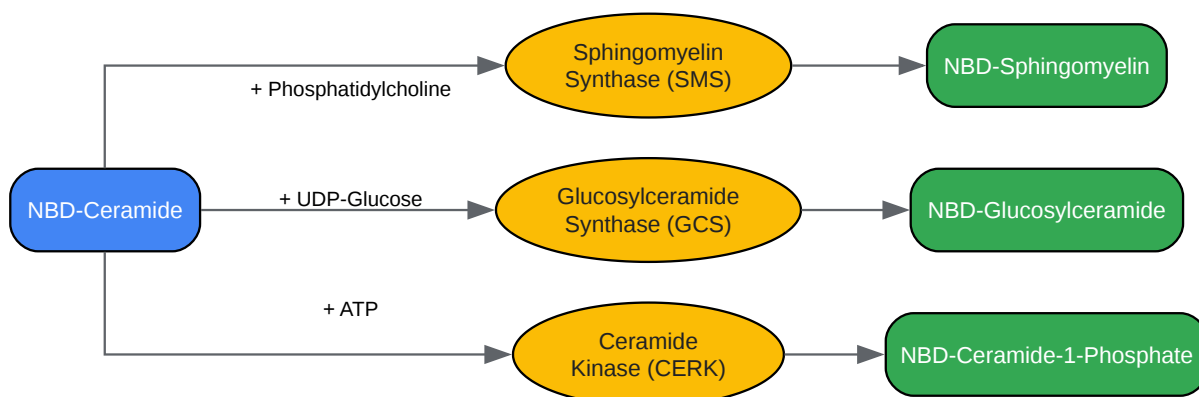 Sphingomyelin
Synthase (SMS)
NBD-Sphingomyelin
+ Phosphatidylcholine
NBD-Ceramide
+ UDP-Glucose
Glucosylceramide
Synthase (GCS)
NBD-Glucosylceramide
+ ATP
Ceramide
Kinase (CERK)
NBD-Ceramide-1-Phosphate